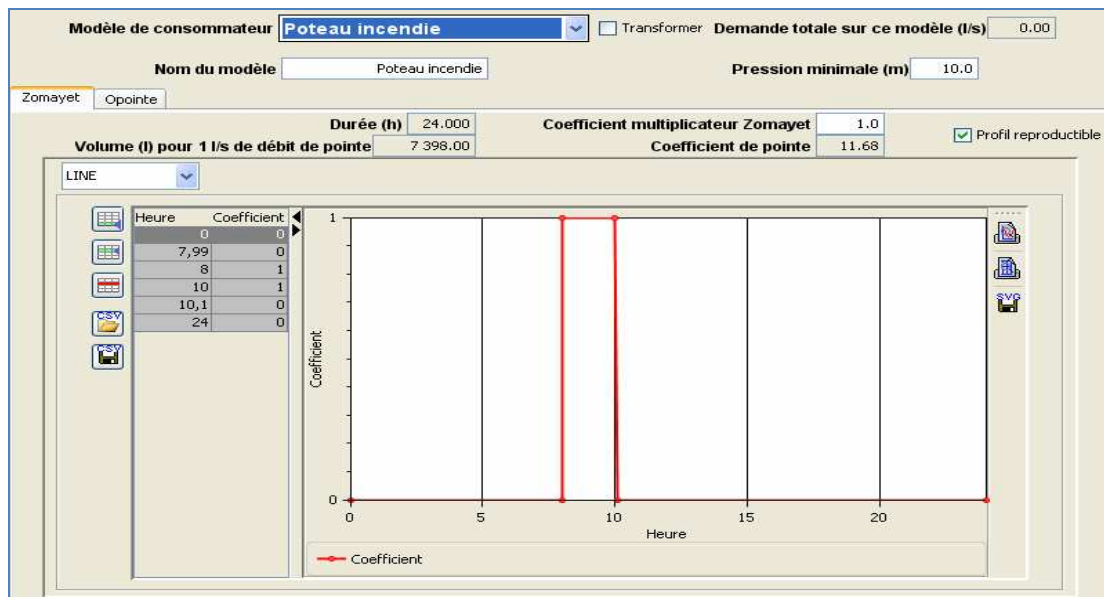 Modèle de consommateur Poteau incendie Transformer Demande totale sur ce modèle (l/s) 0.00
Nom du modèle Poteau incendie Pression minimale (m) 10.0
Zomayet Opointe
Durée (h) 24.000 Coefficient multiplicateur Zomayet 1.0
Profil reproductible
Volume (l) pour 1 l/s de débit de pointe 7 398.00 Coefficient de pointe 11.68
LINE
Heure Coefficient
0 0
7,99 0
8 1
10 1
10,1 0
24 0
CSV
CSV
1
Coefficient
0
0 5 10 15 20
Heure
Coefficient
SVG